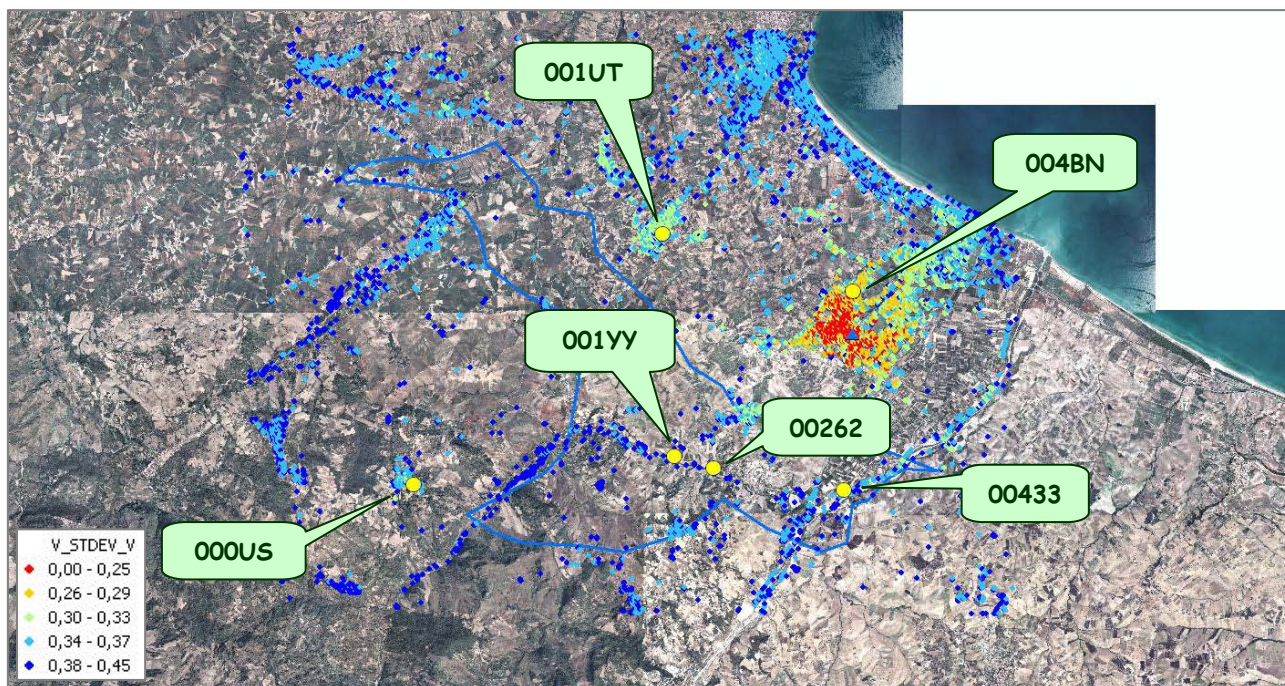 001UT
004BN
001YY
00262
00433
000US
V_STDEV_V
0,00 - 0,25
0,26 - 0,29
0,30 - 0,33
0,34 - 0,37
0,38 - 0,45